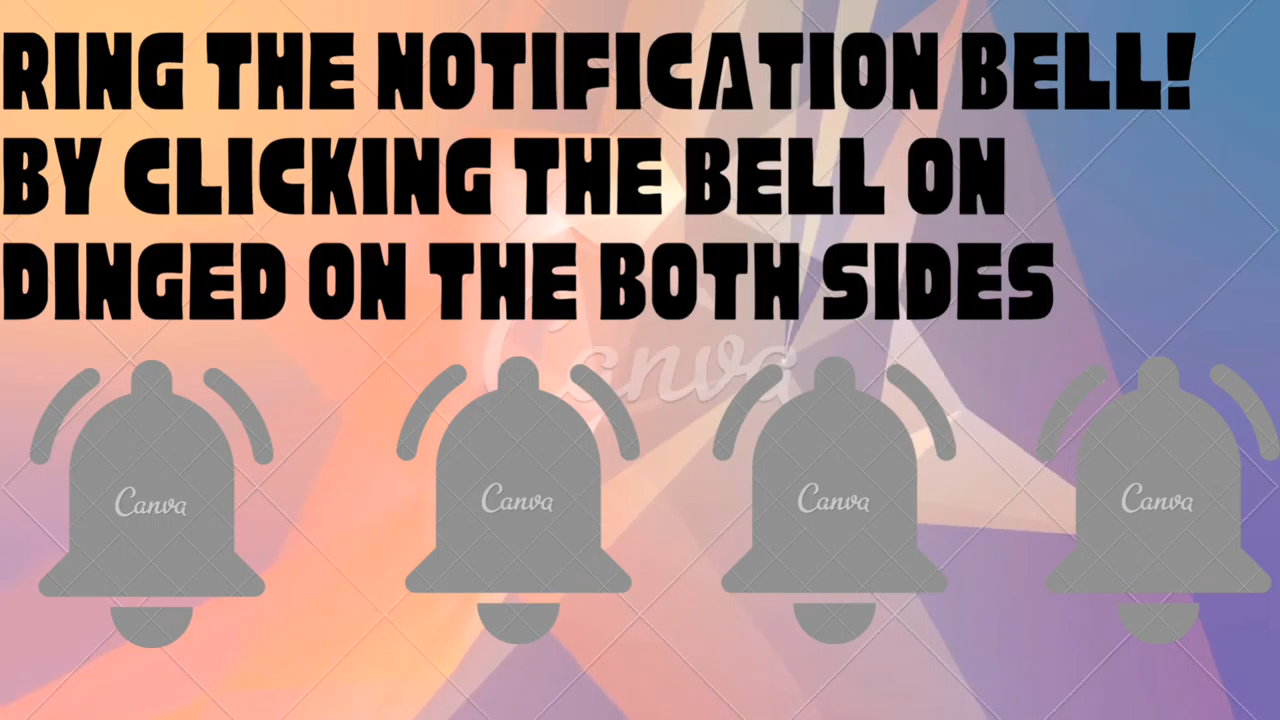 RING THE NOTIFICATION BELL!
BY CLICKING THE BELL ON
DINGED ON THE BOTH SIDES
Canva
Canva Canva Canva Canva